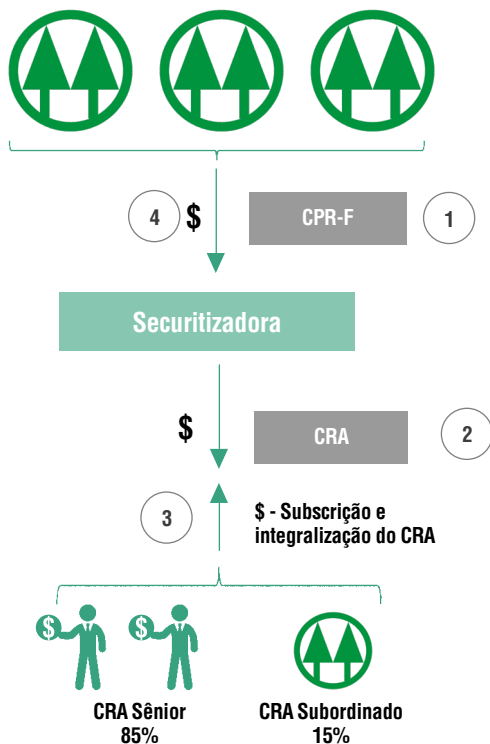 4
$
CPR-F
1
Securitizadora
$
CRA
2
3
$ - Subscrição e
integralização do CRA
$
$
CRA Sênior
85%
CRA Subordinado
15%